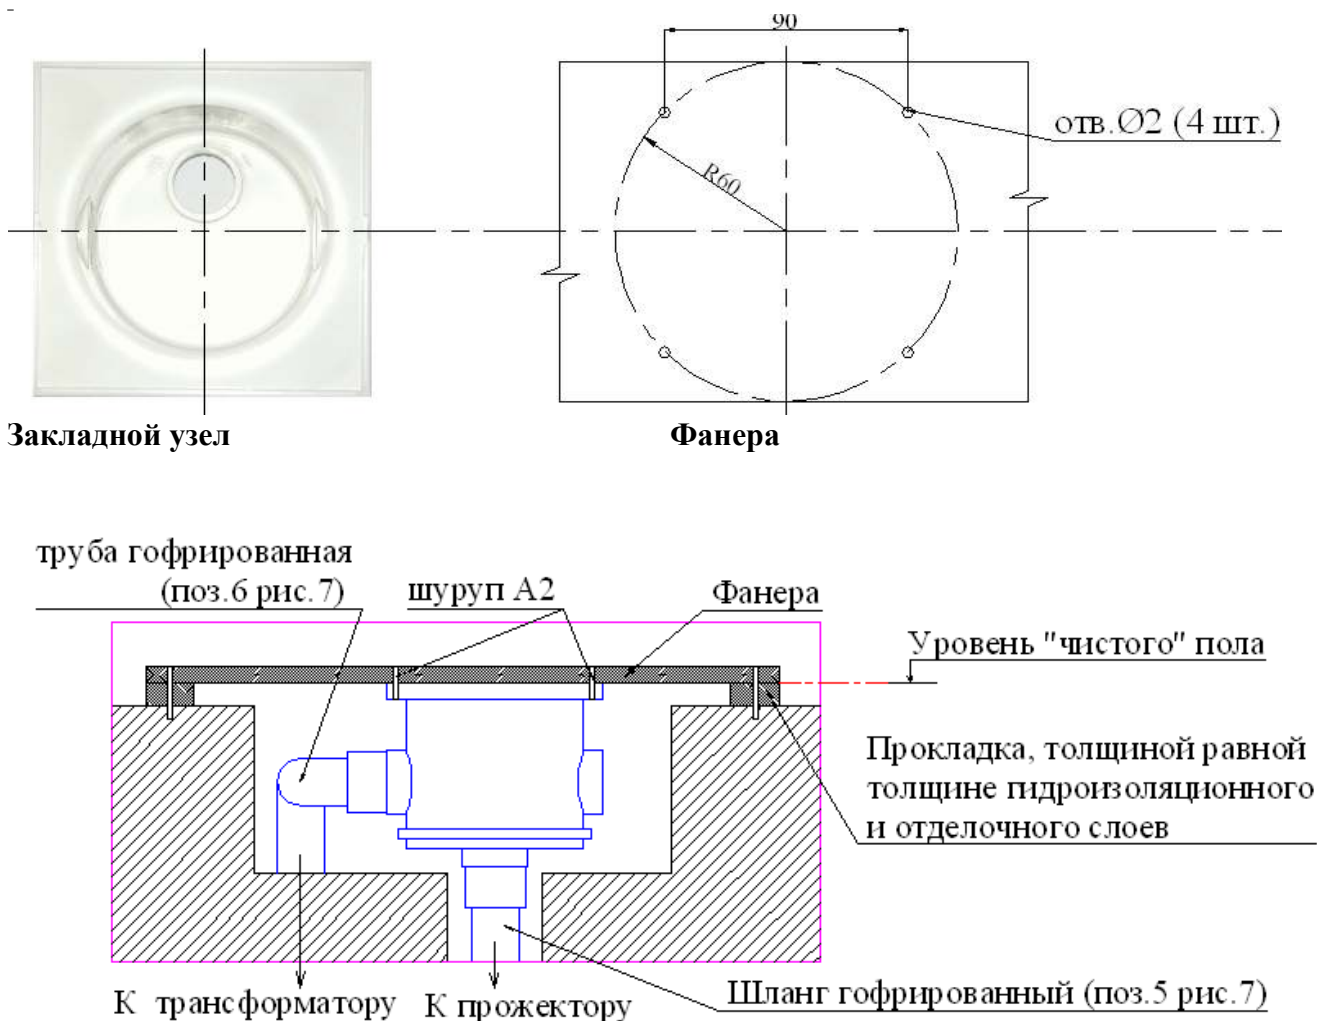 90
отв.Ø2 (4 шт.)
R60
Закладной узел
Фанера
труба гофрированная
(поз.6 рис.7)
шуруп А2
Фанера
Уровень "чистого" пола
Прокладка, толщиной равной
толщине гидроизоляционного
и отделочного слоев
К трансформатору
К прожектору
Шланг гофрированный (поз.5 рис.7)